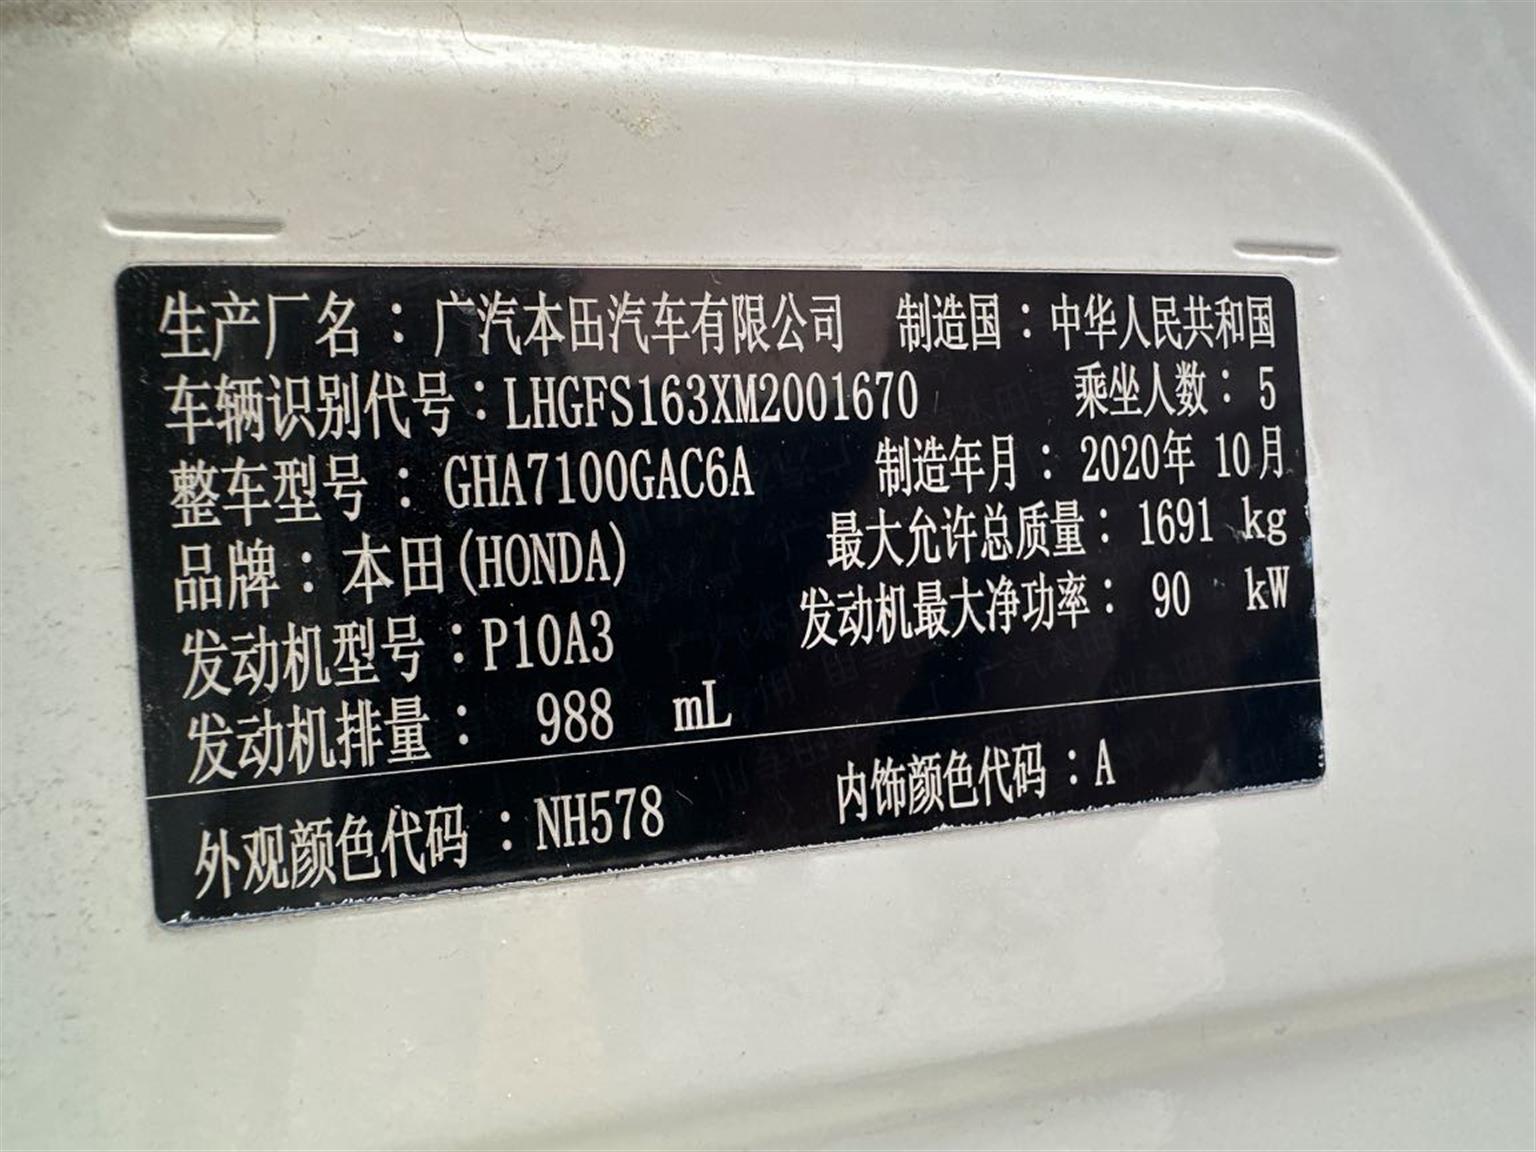 生产厂名：广汽本田汽车有限公司 制造国：中华人民共和国
车辆识别代号：LHGFS163XM2001670 乘坐人数：5
整车型号：GHA7100GAC6A 制造年月：2020年 10月
品牌：本田(HONDA) 最大允许总质量：1691 kg
发动机型号：P10A3 发动机最大净功率：90 kW
发动机排量：988 mL
外观颜色代码：NH578 内饰颜色代码：A